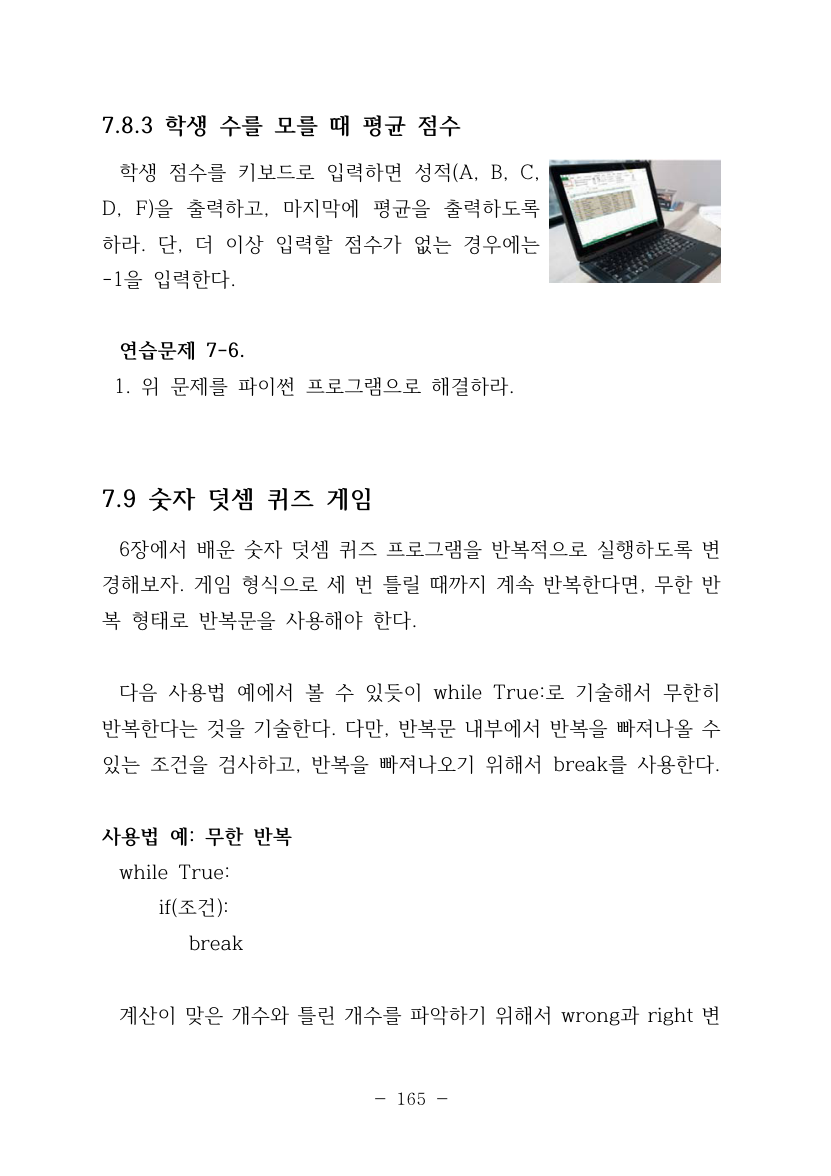 7.8.3 학생 수를 모를 때 평균 점수
학생 점수를 키보드로 입력하면 성적(A, B, C,
D, F)을 출력하고, 마지막에 평균을 출력하도록
하라. 단, 더 이상 입력할 점수가 없는 경우에는
-1을 입력한다.
연습문제 7-6.
1. 위 문제를 파이썬 프로그램으로 해결하라.
7.9 숫자 덧셈 퀴즈 게임
6장에서 배운 숫자 덧셈 퀴즈 프로그램을 반복적으로 실행하도록 변
경해보자. 게임 형식으로 세 번 틀릴 때까지 계속 반복한다면, 무한 반
복 형태로 반복문을 사용해야 한다.
다음 사용법 예에서 볼 수 있듯이 while True:로 기술해서 무한히
반복한다는 것을 기술한다. 다만, 반복문 내부에서 반복을 빠져나올 수
있는 조건을 검사하고, 반복을 빠져나오기 위해서 break를 사용한다.
사용법 예: 무한 반복
while True:
if(조건):
break
계산이 맞은 개수와 틀린 개수를 파악하기 위해서 wrong과 right 변
- 165 -